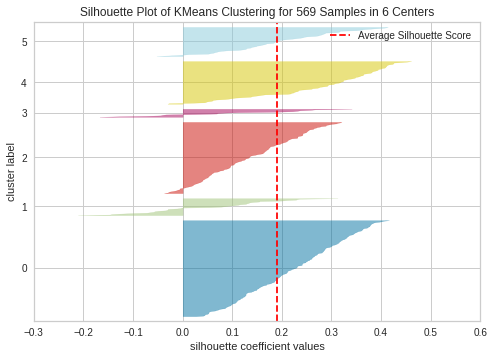 Silhouette Plot of KMeans Clustering for 569 Samples in 6 Centers
Average Silhouette Score
cluster label
5
4
3
2
1
0
−0.3 −0.2 −0.1 0.0 0.1 0.2 0.3 0.4 0.5 0.6
silhouette coefficient values